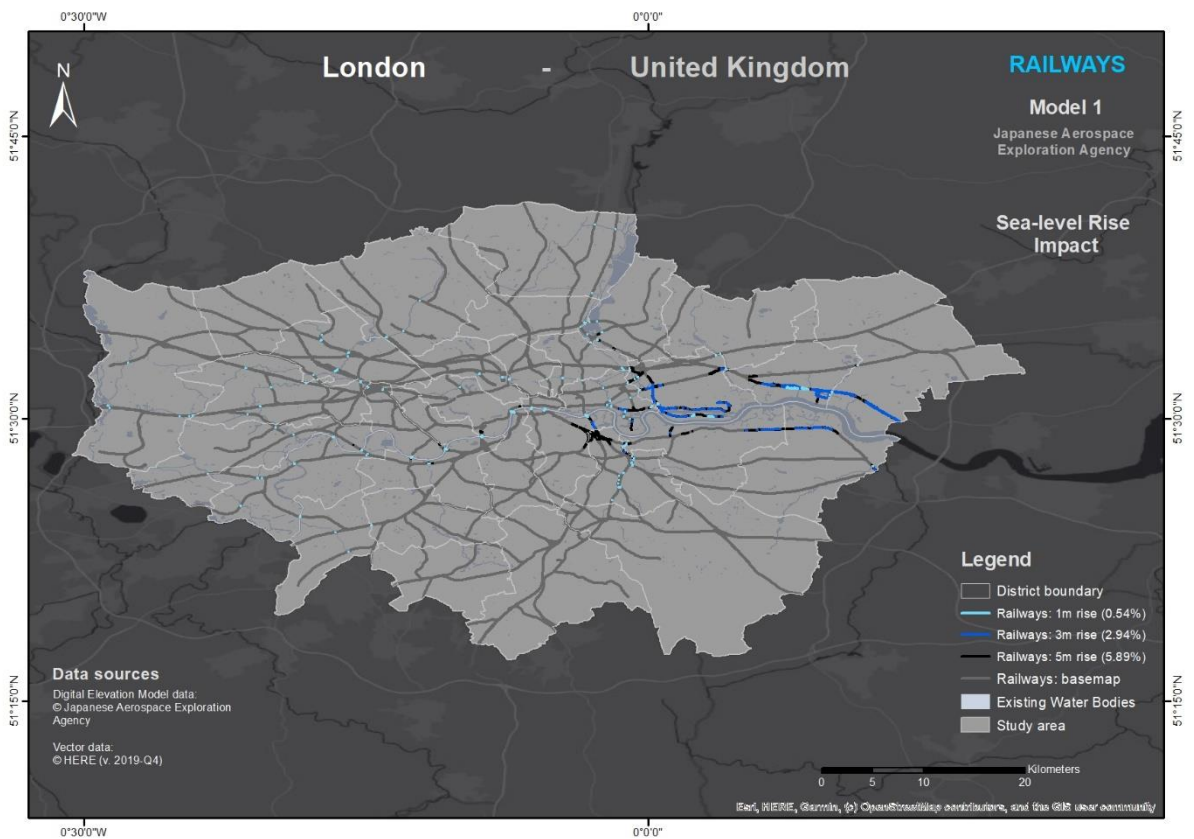 0°30'0"W 0°0'0"
N
London - United Kingdom
RAILWAYS
Model 1
Japanese Aerospace
Exploration Agency
Sea-level Rise
Impact
51°45'0"N 51°45'0"N
51°30'0"N 51°30'0"N
51°15'0"N 51°15'0"N
Legend
District boundary
Railways: 1m rise (0.54%)
Railways: 3m rise (2.94%)
Railways: 5m rise (5.89%)
Railways: basemap
Existing Water Bodies
Study area
Data sources
Digital Elevation Model data:
© Japanese Aerospace Exploration
Agency
Vector data:
© HERE (v. 2019-Q4)
Kilometers
0 5 10 20
Esri, HERE, Garmin, (c) OpenStreetMap contributors, and the GIS user community
0°30'0"W 0°0'0"